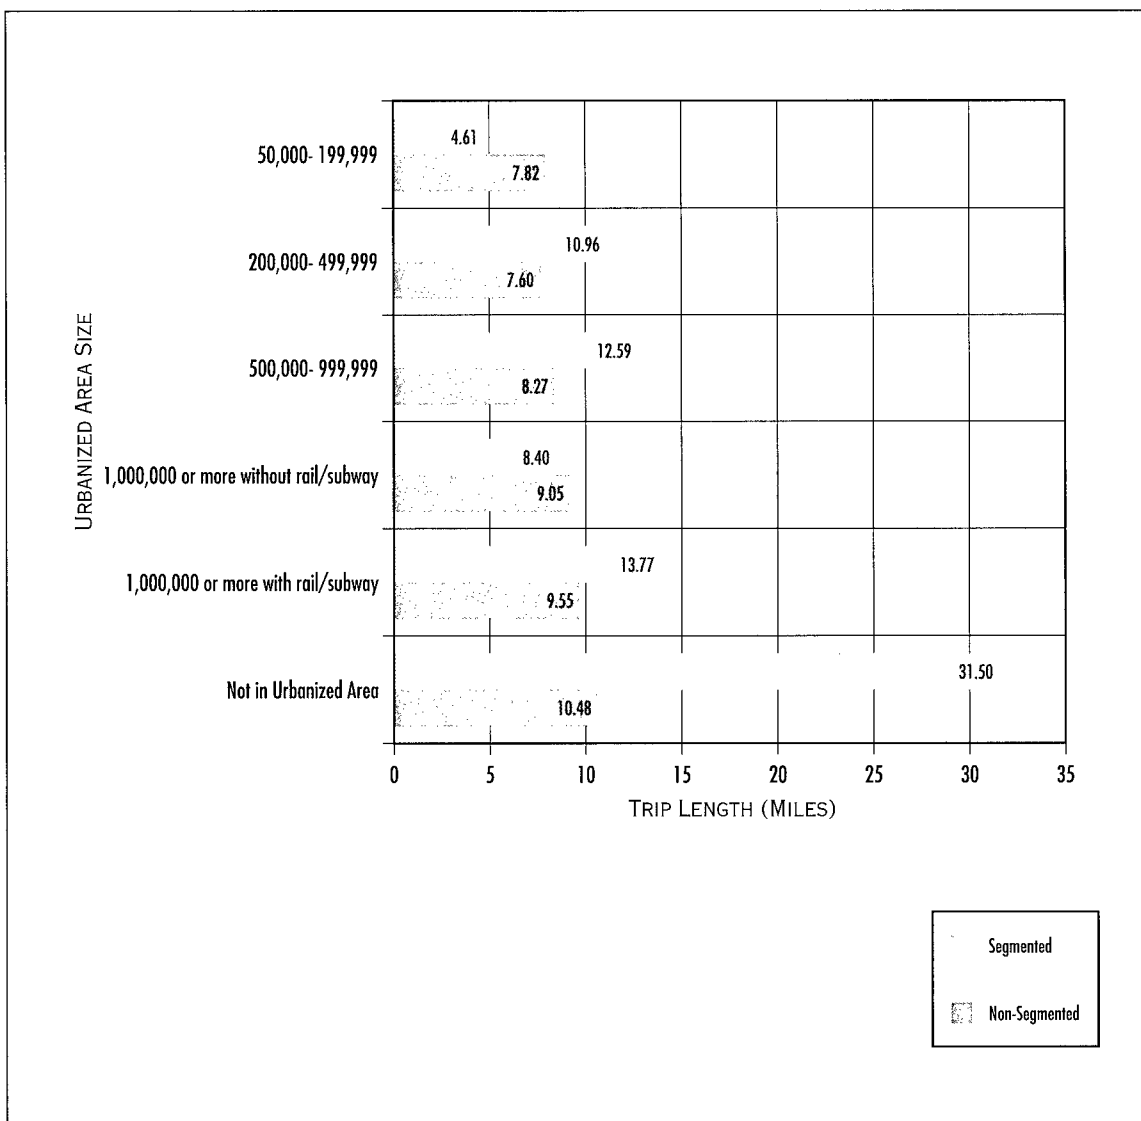 URBANIZED AREA SIZE
50,000- 199,999
4.61
7.82
200,000- 499,999
10.96
7.60
500,000- 999,999
12.59
8.27
1,000,000 or more without rail/subway
8.40
9.05
1,000,000 or more with rail/subway
13.77
9.55
Not in Urbanized Area
31.50
10.48
0 5 10 15 20 25 30 35
TRIP LENGTH (MILES)
Segmented
Non-Segmented